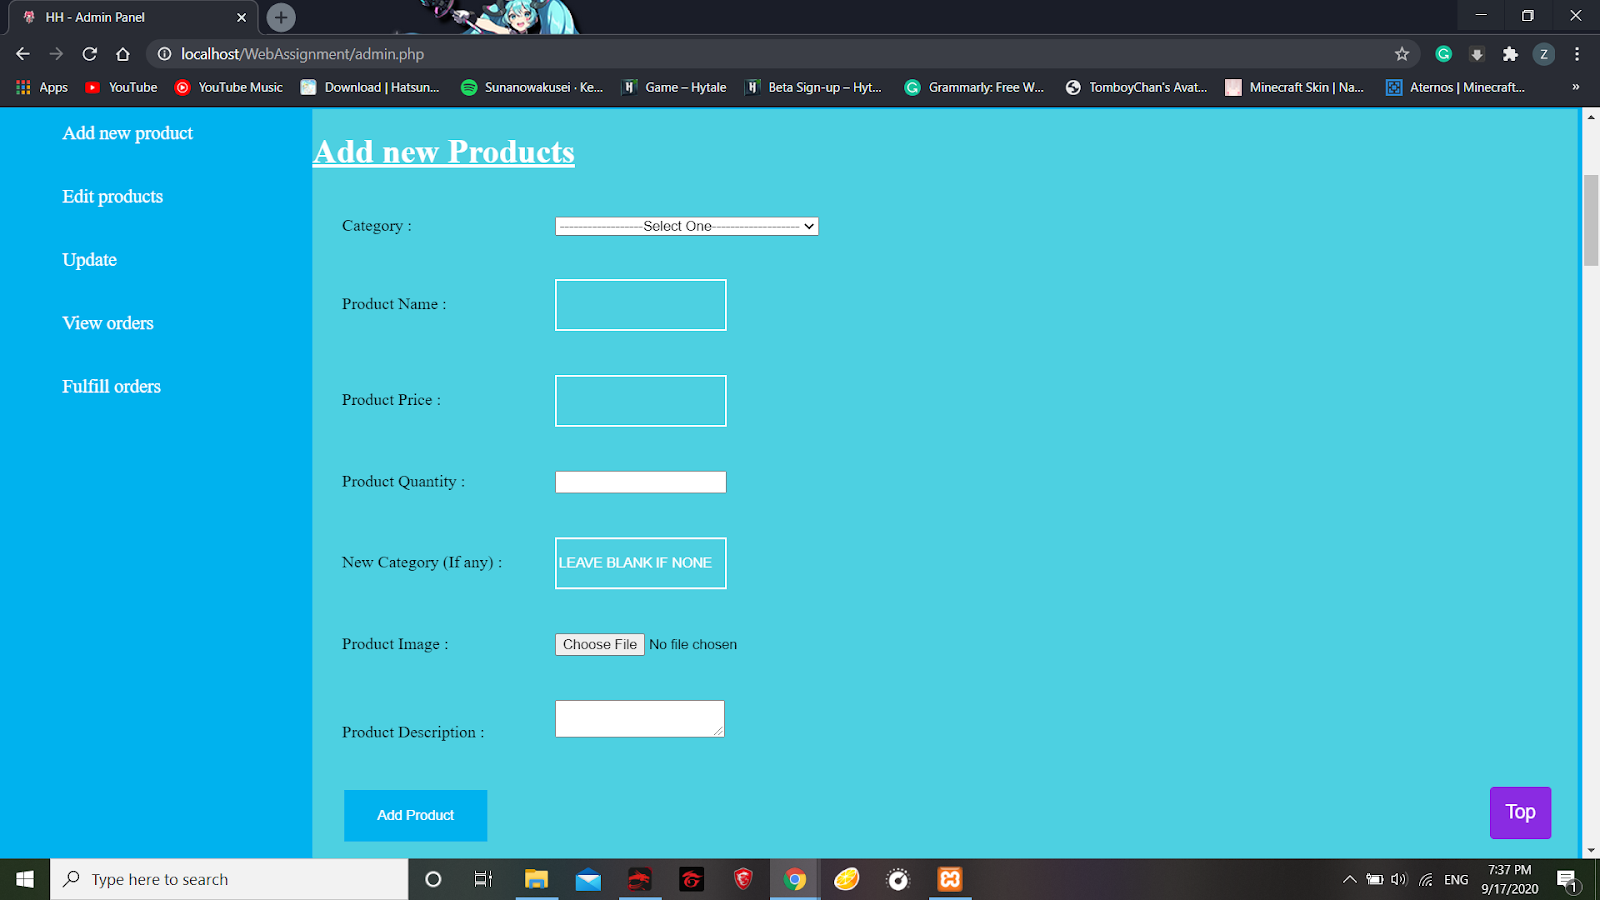 HH - Admin Panel
localhost/WebAssignment/admin.php
Z
Apps YouTube YouTube Music Download | Hatsun... Sunanowakusei · Ke... Game – Hytale Beta Sign-up – Hyt... Grammarly: Free W... TomboyChan's Avat... Minecraft Skin | Na... Aternos | Minecraft... »
Add new product
Edit products
Update
View orders
Fulfill orders
Add new Products
Category : ------------------Select One-------------------
Product Name :
Product Price :
Product Quantity :
New Category (If any) : LEAVE BLANK IF NONE
Product Image : Choose File No file chosen
Product Description :
Add Product
Top
Type here to search
ENG
7:37 PM
9/17/2020
1